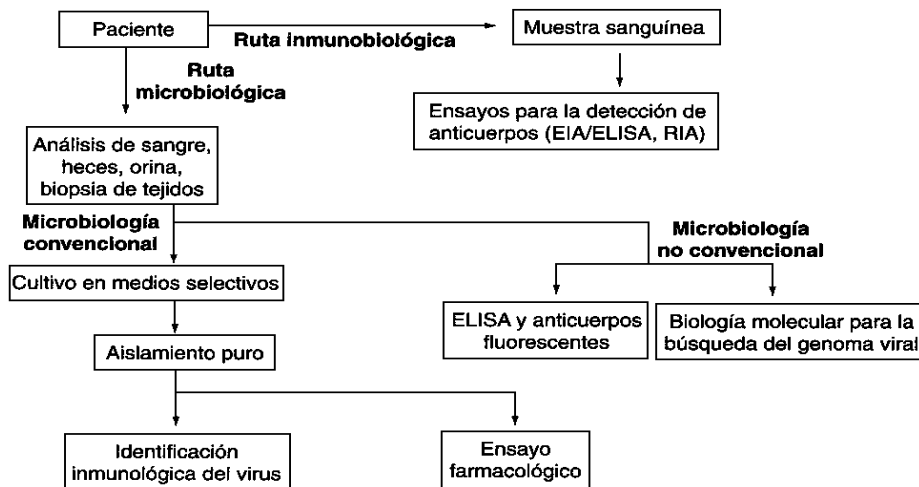 Paciente
Ruta inmunobiológica
Muestra sanguínea
Ruta
microbiológica
Ensayos para la detección de
anticuerpos (EIA/ELISA, RIA)
Análisis de sangre,
heces, orina,
biopsia de tejidos
Microbiología
convencional
Microbiología
no convencional
Cultivo en medios selectivos
ELISA y anticuerpos
fluorescentes
Biología molecular para la
búsqueda del genoma viral
Aislamiento puro
Identificación
inmunológica del virus
Ensayo
farmacológico